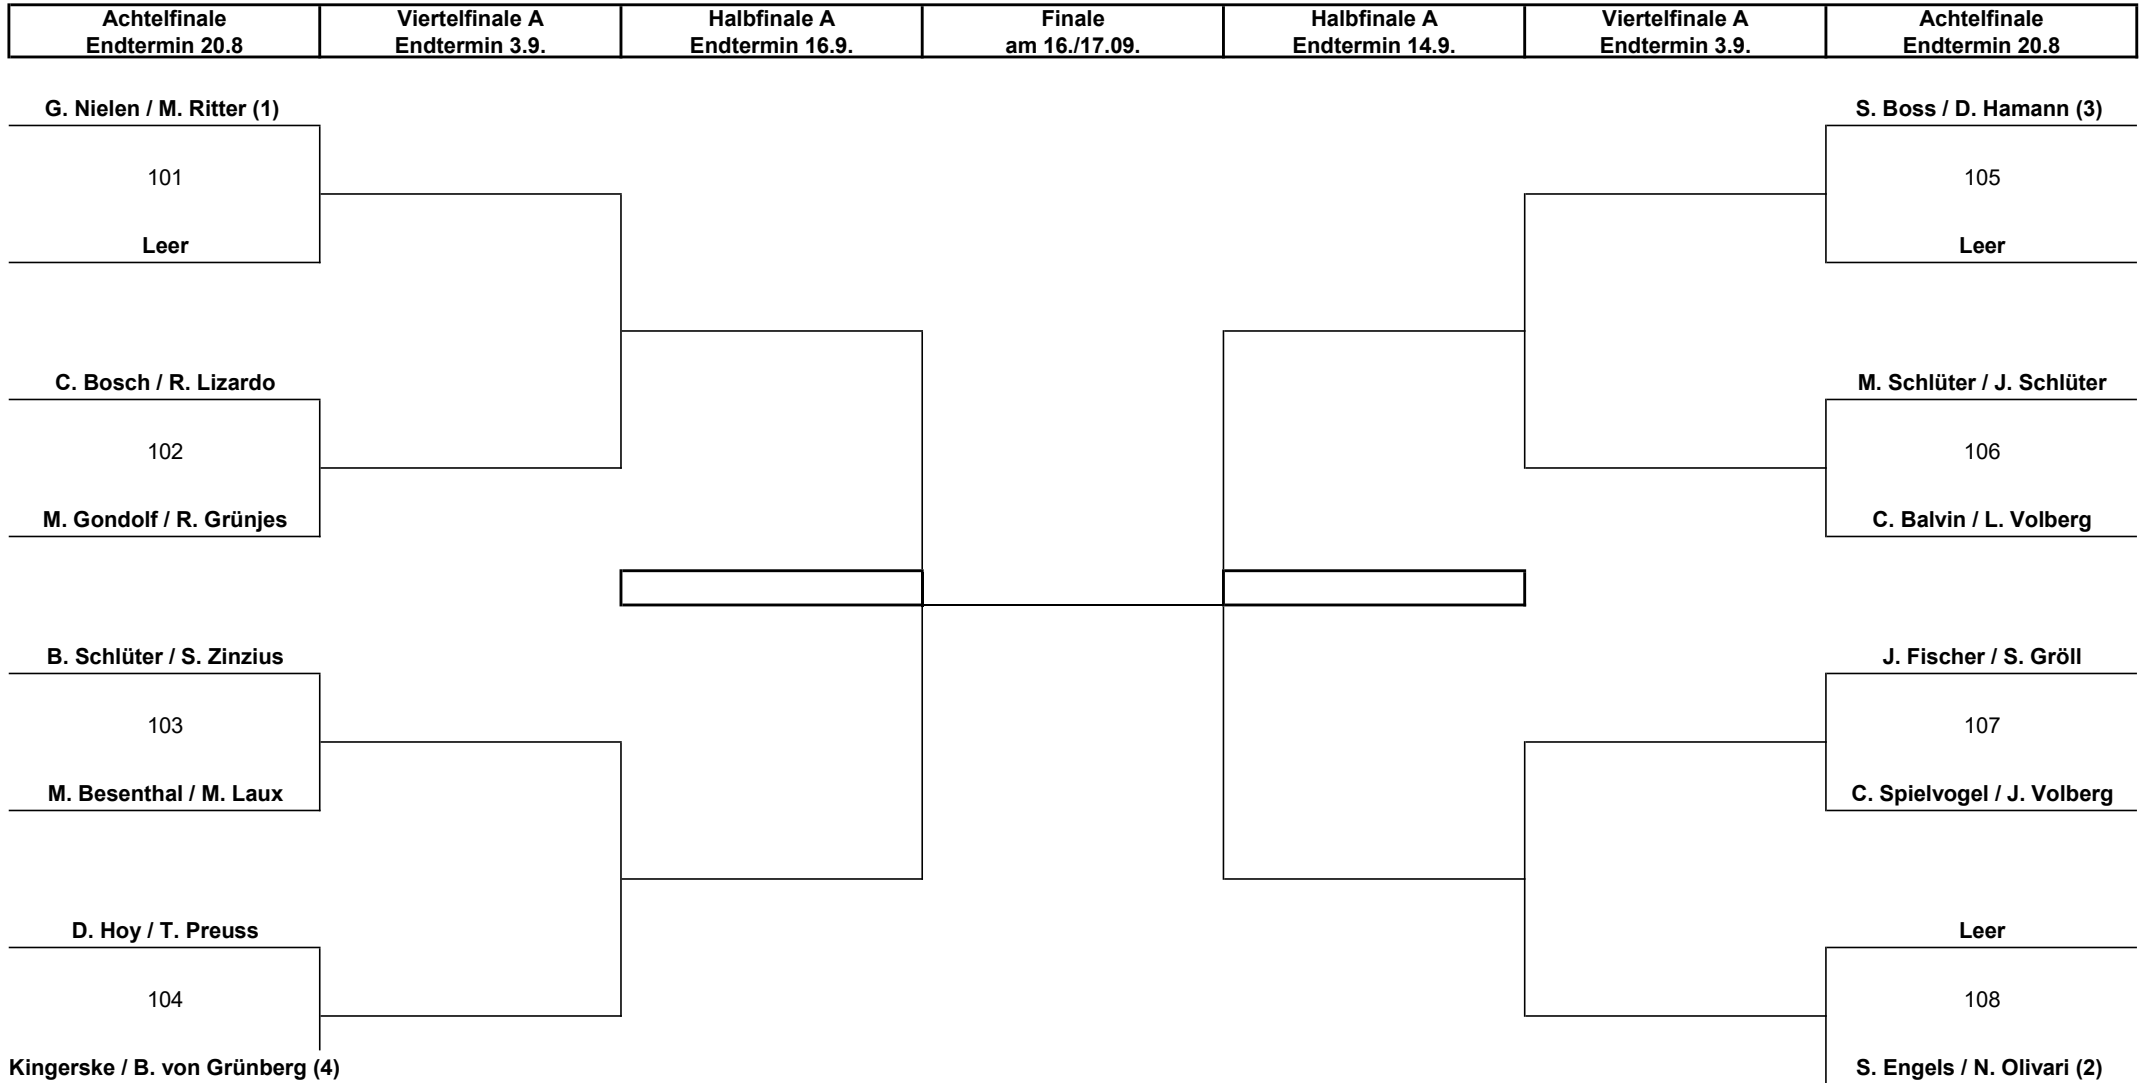 Achtelfinale
Endtermin 20.8
Viertelfinale A
Endtermin 3.9.
Halbfinale A
Endtermin 16.9.
Finale
am 16./17.09.
Halbfinale A
Endtermin 14.9.
Viertelfinale A
Endtermin 3.9.
Achtelfinale
Endtermin 20.8
G. Nielen / M. Ritter (1)
S. Boss / D. Hamann (3)
101
105
Leer
Leer
C. Bosch / R. Lizardo
M. Schlüter / J. Schlüter
102
106
M. Gondolf / R. Grünjes
C. Balvin / L. Volberg
B. Schlüter / S. Zinzius
J. Fischer / S. Gröll
103
107
M. Besenthal / M. Laux
C. Spielvogel / J. Volberg
D. Hoy / T. Preuss
Leer
104
108
Kingerske / B. von Grünberg (4)
S. Engels / N. Olivari (2)